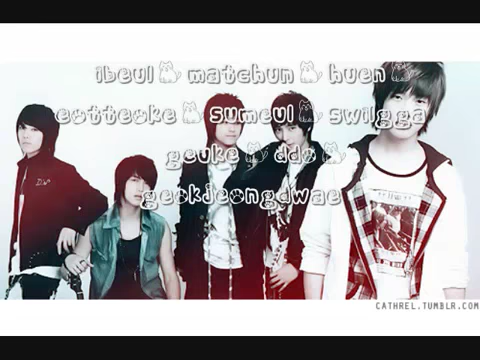 ibeul matchun huen
eotteoke sumeul swilgga
geuke ddo
geokjeongdwae
CATHREL.TUMBLR.COM